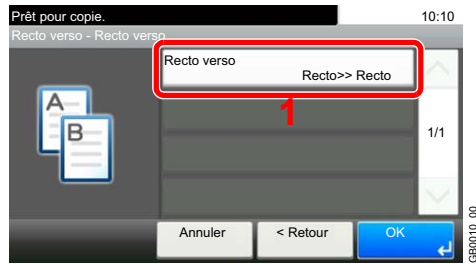 Prêt pour copie.
10:10
Recto verso - Recto verso
Recto verso
Recto>> Recto
A
B
1
1/1
Annuler
< Retour
OK
GB0010_00